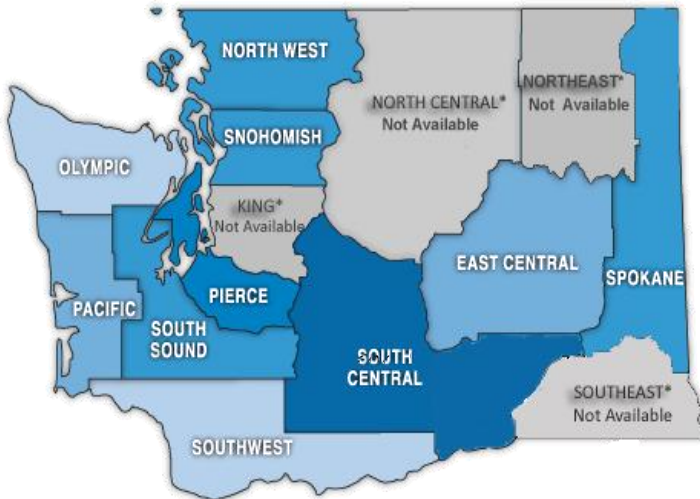 NORTH WEST
NORTH CENTRAL*
Not Available
NORTHEAST*
Not Available
SNOHOMISH
OLYMPIC
KING*
Not Available
EAST CENTRAL
SPOKANE
PIERCE
PACIFIC
SOUTH
SOUND
SOUTH
CENTRAL
SOUTHEAST*
Not Available
SOUTHWEST